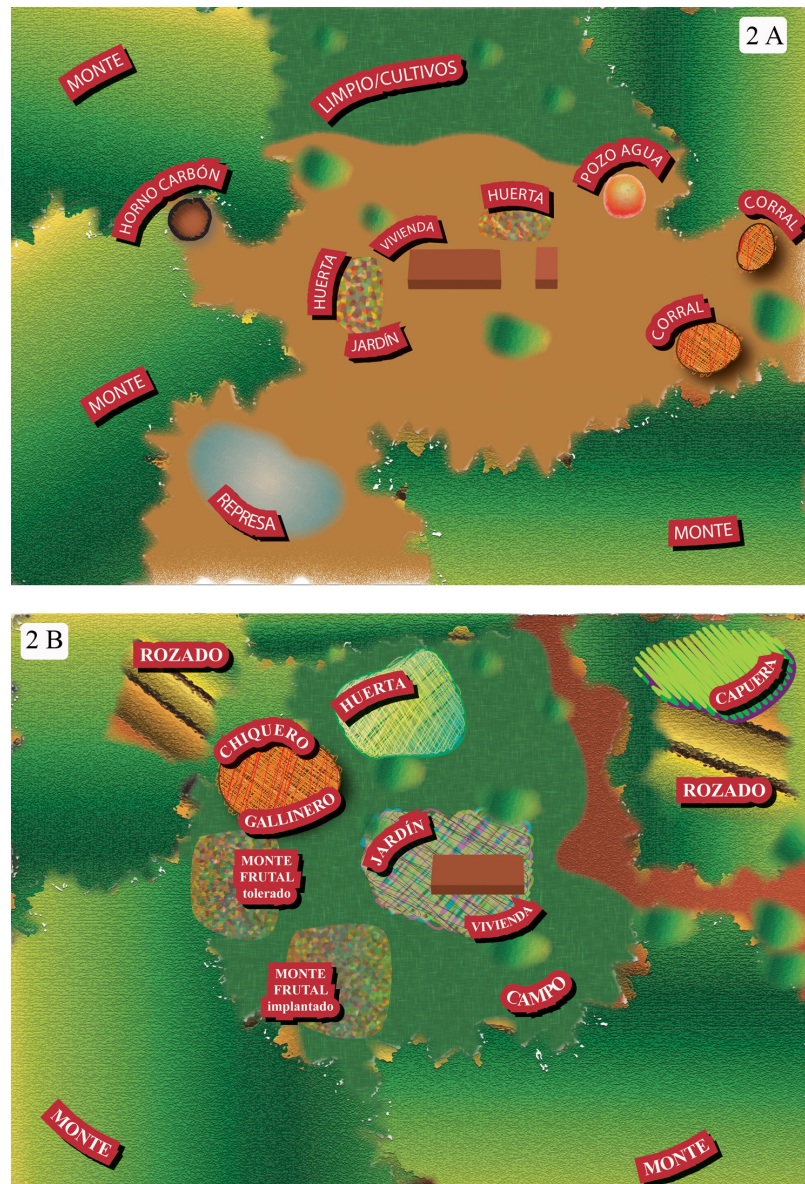 2 A
MONTE
LIMPIO/CULTIVOS
HORNO CARBÓN
POZO AGUA
HUERTA
CORRAL
VIVIENDA
HUERTA
JARDÍN
CORRAL
MONTE
REPRESA
MONTE
2 B
ROZADO
HUERTA
CAPUERA
CHIQUERO
ROZADO
GALLINERO
JARDÍN
MONTE
FRUTAL
tolerado
VIVIENDA
MONTE
FRUTAL
implantado
CAMPO
MONTE
MONTE